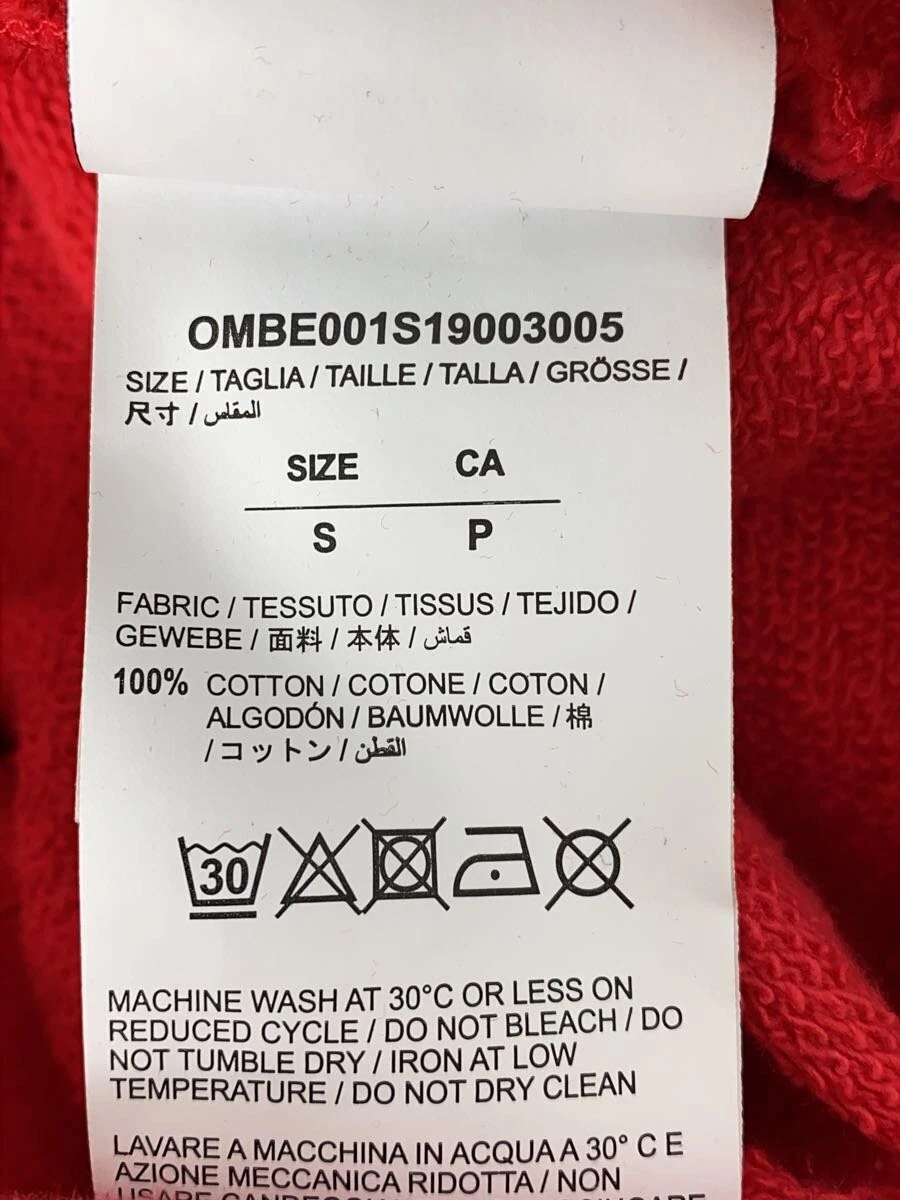 OMBE001S19003005
SIZE / TAGLIA / TAILLE / TALLA / GRÖSSE /
尺寸 / المقاس
SIZE CA
S P
FABRIC / TESSUTO / TISSUS / TEJIDO /
GEWEBE / 面料 / 本体 / قماش
100% COTTON / COTONE / COTON /
ALGODÓN / BAUMWOLLE / 棉
/ コットン / القطن
30
MACHINE WASH AT 30°C OR LESS ON
REDUCED CYCLE / DO NOT BLEACH / DO
NOT TUMBLE DRY / IRON AT LOW
TEMPERATURE / DO NOT DRY CLEAN
LAVARE A MACCHINA IN ACQUA A 30° C E
AZIONE MECCANICA RIDOTTA / NON